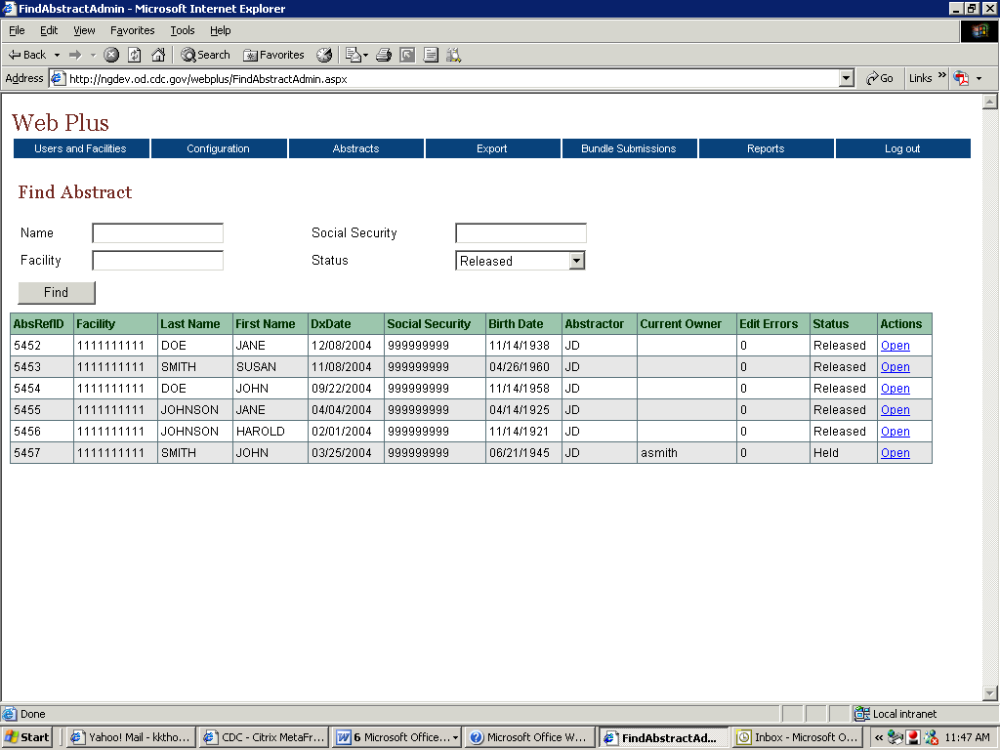 FindAbstractAdmin - Microsoft Internet Explorer
File Edit View Favorites Tools Help
Back Search Favorites
Address http://ngdev.od.cdc.gov/webplus/FindAbstractAdmin.aspx Go Links »
Web Plus
Users and Facilities Configuration Abstracts Export Bundle Submissions Reports Log out
Find Abstract
Name Social Security
Facility Status Released
Find
AbsRefID Facility Last Name First Name DxDate Social Security Birth Date Abstractor Current Owner Edit Errors Status Actions
5452 1111111111 DOE JANE 12/08/2004 999999999 11/14/1938 JD 0 Released Open
5453 1111111111 SMITH SUSAN 11/08/2004 999999999 04/26/1960 JD 0 Released Open
5454 1111111111 DOE JOHN 09/22/2004 999999999 11/14/1958 JD 0 Released Open
5455 1111111111 JOHNSON JANE 04/04/2004 999999999 04/14/1925 JD 0 Released Open
5456 1111111111 JOHNSON HAROLD 02/01/2004 999999999 11/14/1921 JD 0 Released Open
5457 1111111111 SMITH JOHN 03/25/2004 999999999 06/21/1945 JD asmith 0 Held Open
Done Local intranet
Start Yahoo! Mail - kktho... CDC - Citrix MetaFr... 6 Microsoft Office... Microsoft Office W... FindAbstractAd... Inbox - Microsoft O... « 11:47 AM